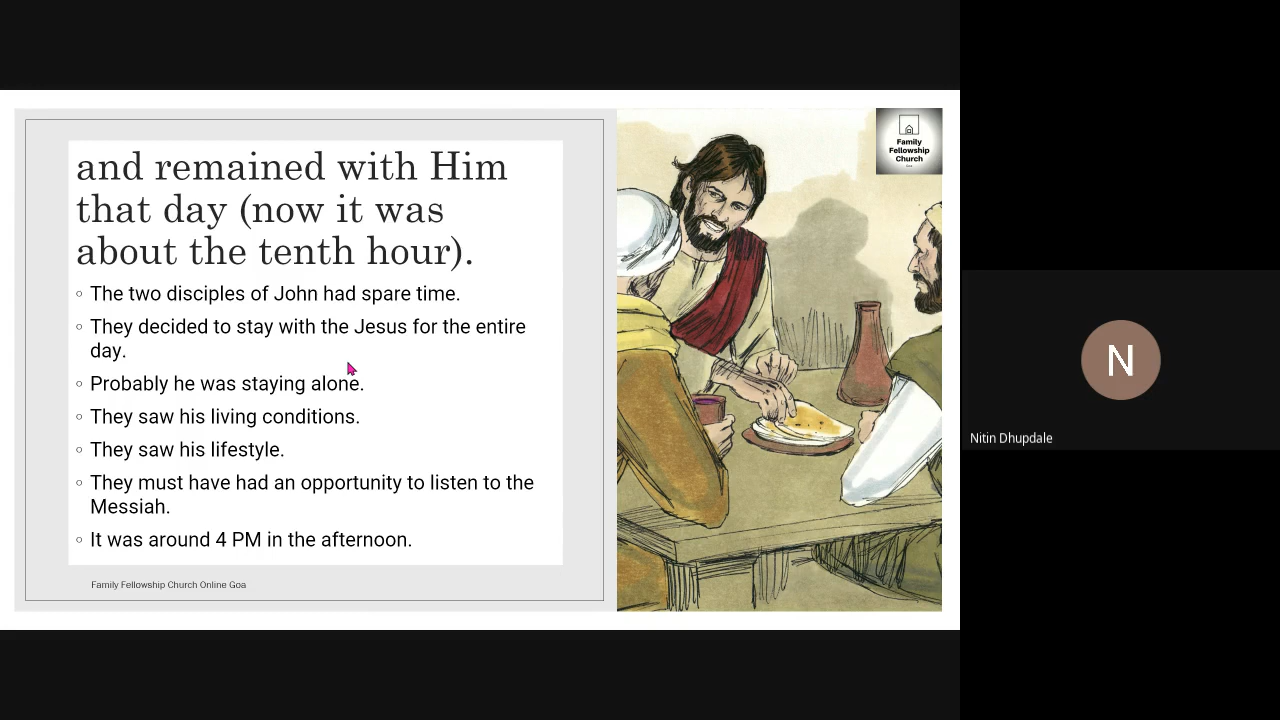 and remained with Him
that day (now it was
about the tenth hour).
◦ The two disciples of John had spare time.
◦ They decided to stay with the Jesus for the entire
day.
◦ Probably he was staying alone.
◦ They saw his living conditions.
◦ They saw his lifestyle.
◦ They must have had an opportunity to listen to the
Messiah.
◦ It was around 4 PM in the afternoon.
Family Fellowship Church Online Goa
Family
Fellowship
Church
N
Nitin Dhupdale